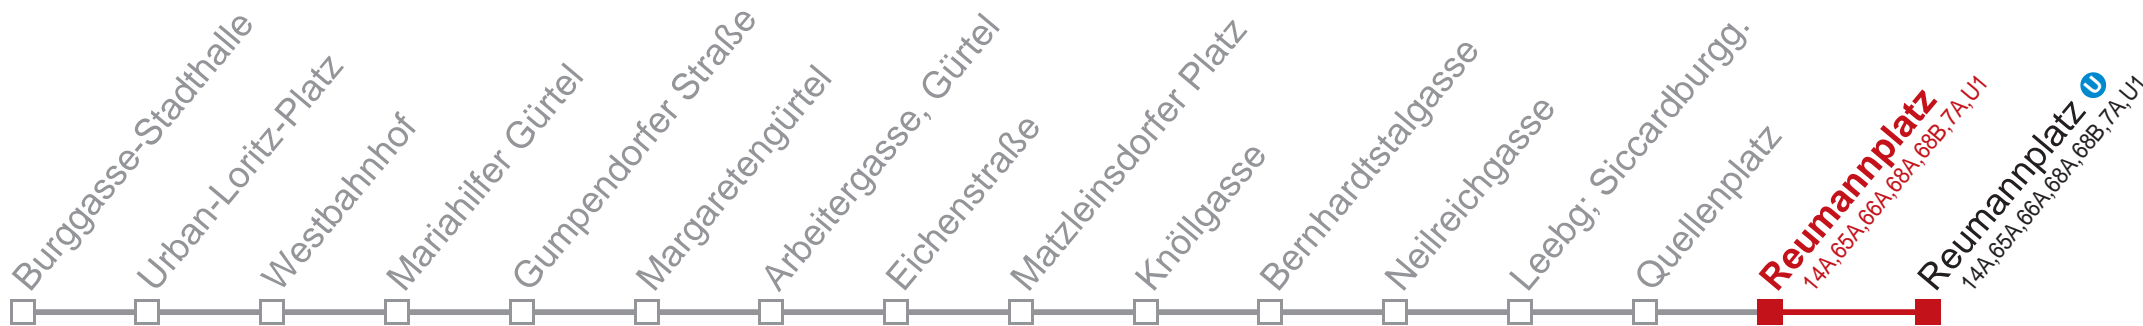 Burggasse-Stadthalle
Urban-Loritz-Platz
Westbahnhof
Mariahilfer Gürtel
Gumpendorfer Straße
Margaretengürtel
Arbeitergasse, Gürtel
Eichenstraße
Matzleinsdorfer Platz
Knöllgasse
Bernhardtstalgasse
Neilreichgasse
Leebg; Siccardburgg.
Quellenplatz
Reumannplatz
14A,65A,66A,68A,68B,7A,U1
Reumannplatz U
14A,65A,66A,68A,68B,7A,U1